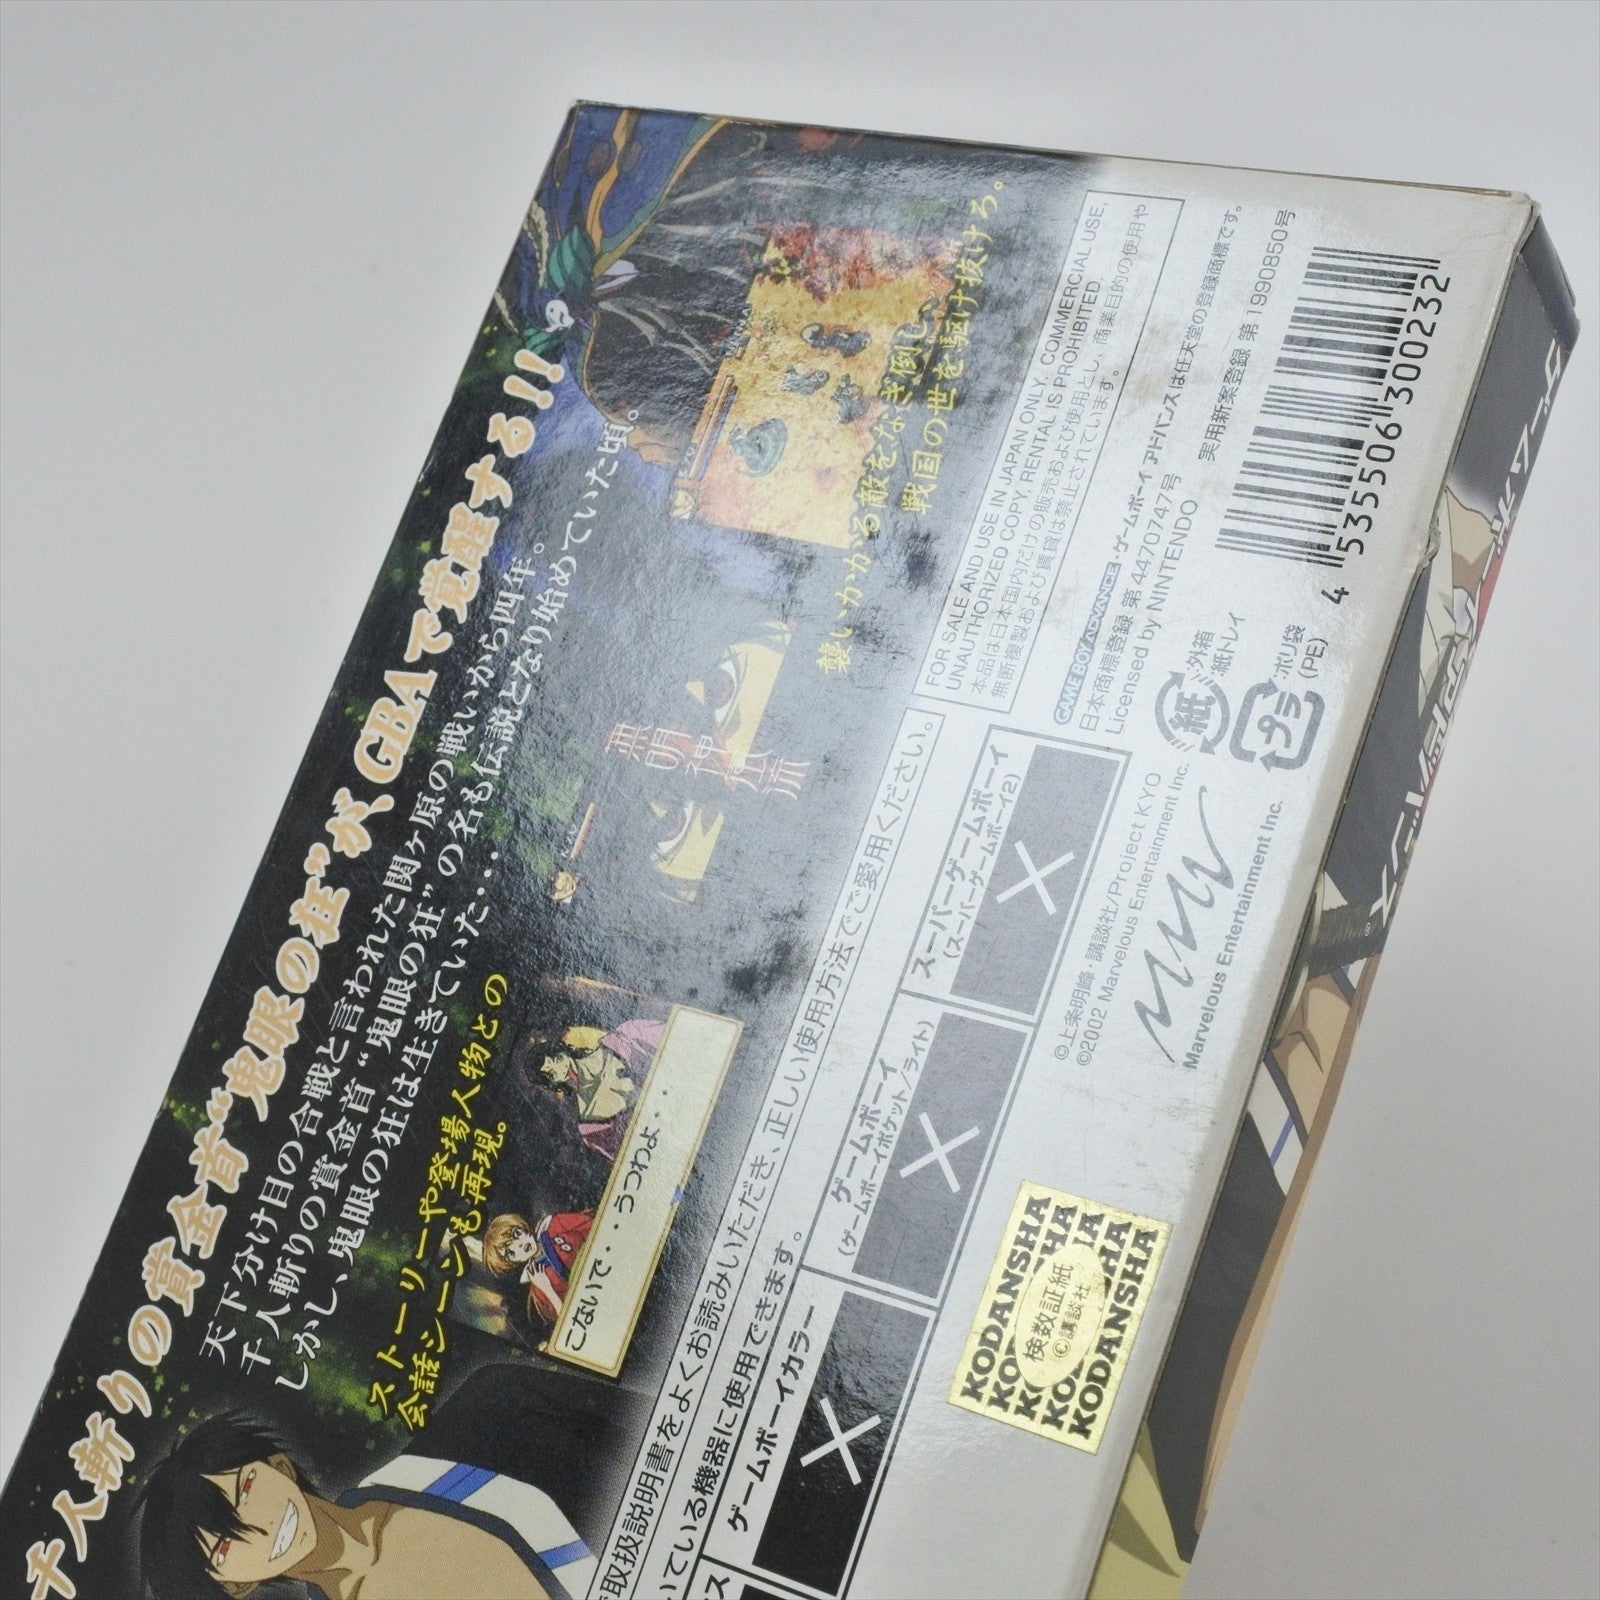 千人斬りの賞金首“鬼眼の狂”が、GBAで覚醒する!!
天下分け目の合戦と言われた関ヶ原の戦いから四年。
千人斬りの賞金首“鬼眼の狂”の名も伝説となり始めていた頃。
しかし、鬼眼の狂は生きていた・・・
ストーリーや登場人物との
会話シーンも再現。
こないで・・うつわよ・・
無明神風流
襲いかかる敵をなぎ倒し、
戦国の世を駆け抜けろ。
取扱説明書をよくお読みいただき、正しい使用方法でご愛用ください。
いている機器に使用できます。
ス
ゲームボーイカラー
ゲームボーイ
(ゲームボーイポケット/ライト)
スーパーゲームボーイ
(スーパーゲームボーイ2)
FOR SALE AND USE IN JAPAN ONLY. COMMERCIAL USE,
UNAUTHORIZED COPY, RENTAL IS PROHIBITED.
本品は日本国内だけの販売および使用とし、商業目的の使用や
無断複製および賃貸は禁止されています。
GAME BOY ADVANCE・ゲームボーイアドバンスは任天堂の登録商標です。
日本商標登録 第4470747号
実用新案登録 第1990850号
Licensed by NINTENDO
紙
外箱
紙トレイ
プラ
ポリ袋
(PE)
4 535506 300232
©上条明峰・講談社/Project KYO
©2002 Marvelous Entertainment Inc.
Marvelous Entertainment Inc.
KODANSHA
KODANSHA
検数証紙
©講談社